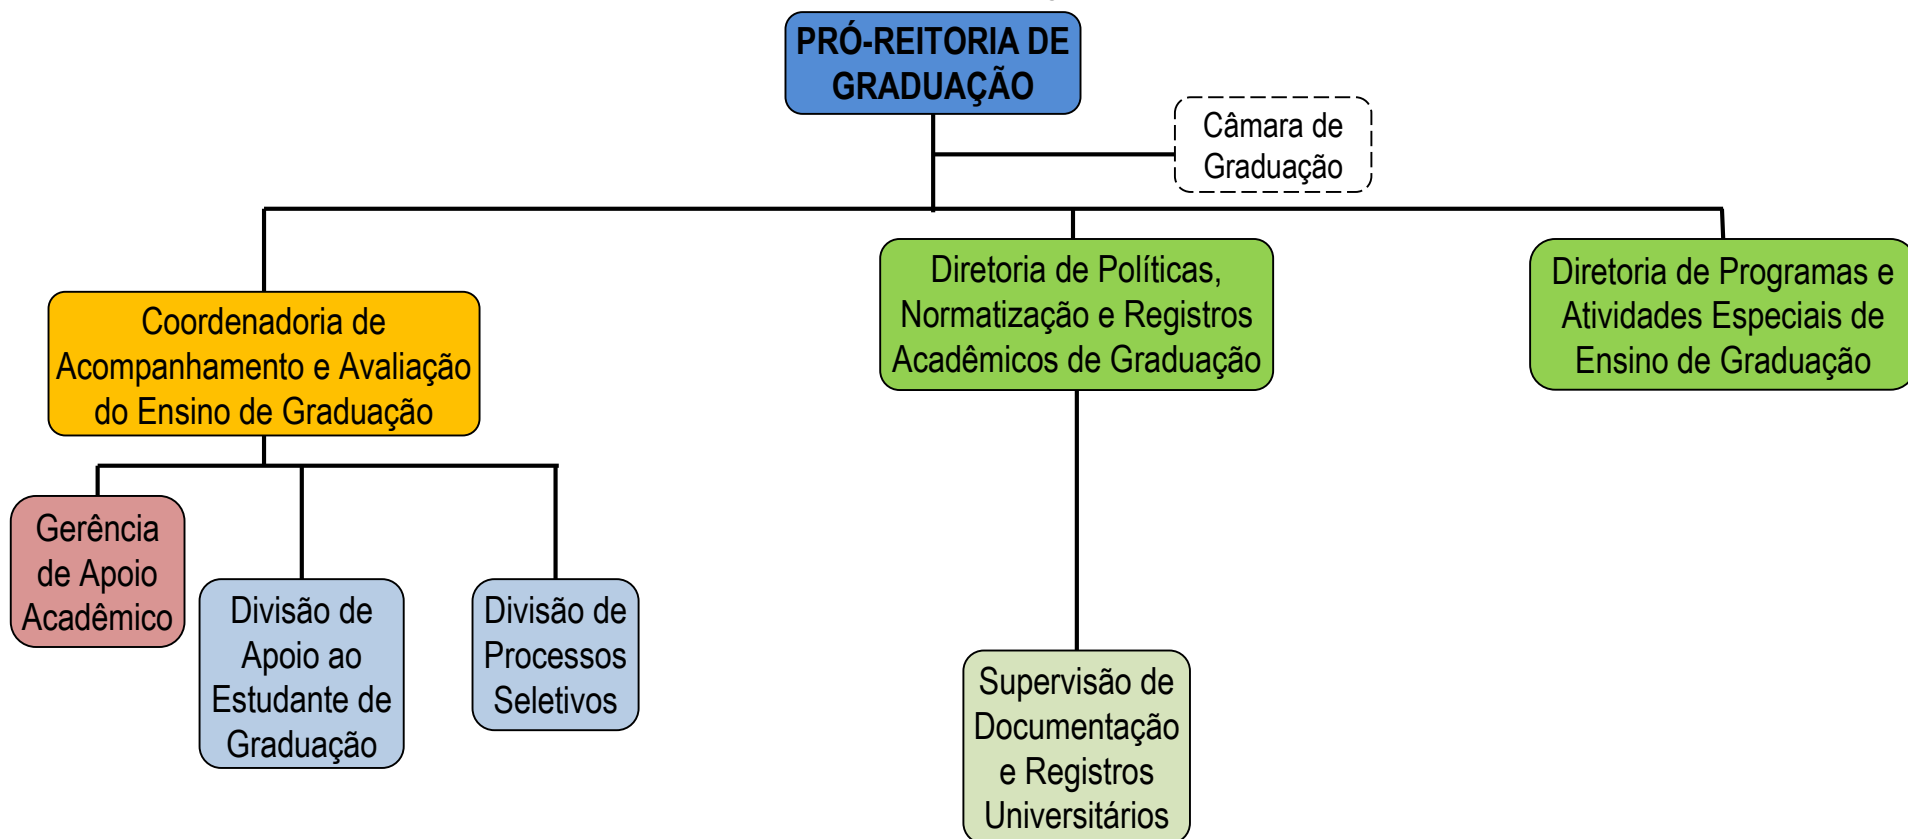 PRÓ-REITORIA DE
GRADUAÇÃO
Câmara de
Graduação
Coordenadoria de
Acompanhamento e Avaliação
do Ensino de Graduação
Diretoria de Políticas,
Normatização e Registros
Acadêmicos de Graduação
Diretoria de Programas e
Atividades Especiais de
Ensino de Graduação
Gerência
de Apoio
Acadêmico
Divisão de
Apoio ao
Estudante de
Graduação
Divisão de
Processos
Seletivos
Supervisão de
Documentação
e Registros
Universitários